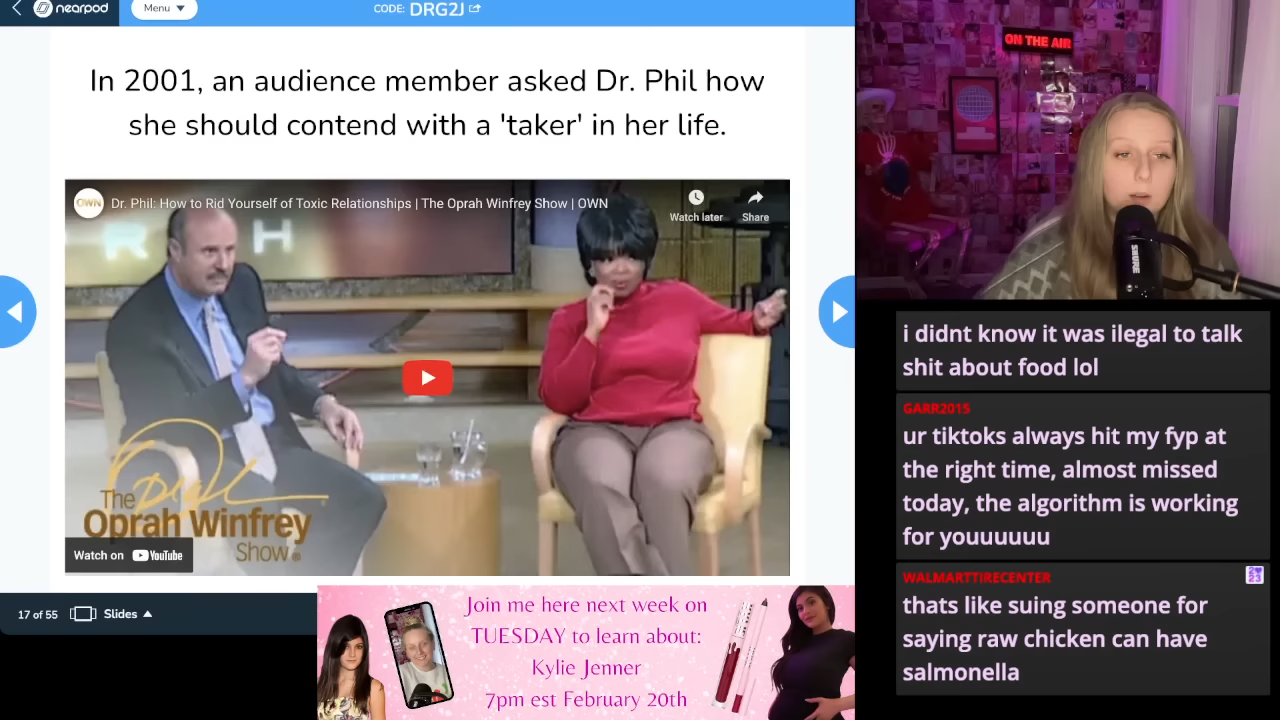 nearpod
Menu
CODE: DRG2J
In 2001, an audience member asked Dr. Phil how
she should contend with a 'taker' in her life.
OWN
Dr. Phil: How to Rid Yourself of Toxic Relationships | The Oprah Winfrey Show | OWN
Watch later
Share
R
H
The
Oprah Winfrey
Show
Watch on YouTube
17 of 55
Slides
Join me here next week on
TUESDAY to learn about:
Kylie Jenner
7pm est February 20th
ON THE AIR
SHURE
i didnt know it was ilegal to talk
shit about food lol
GARR2015
ur tiktoks always hit my fyp at
the right time, almost missed
today, the algorithm is working
for youuuuuu
WALMARTTIRECENTER
thats like suing someone for
saying raw chicken can have
salmonella